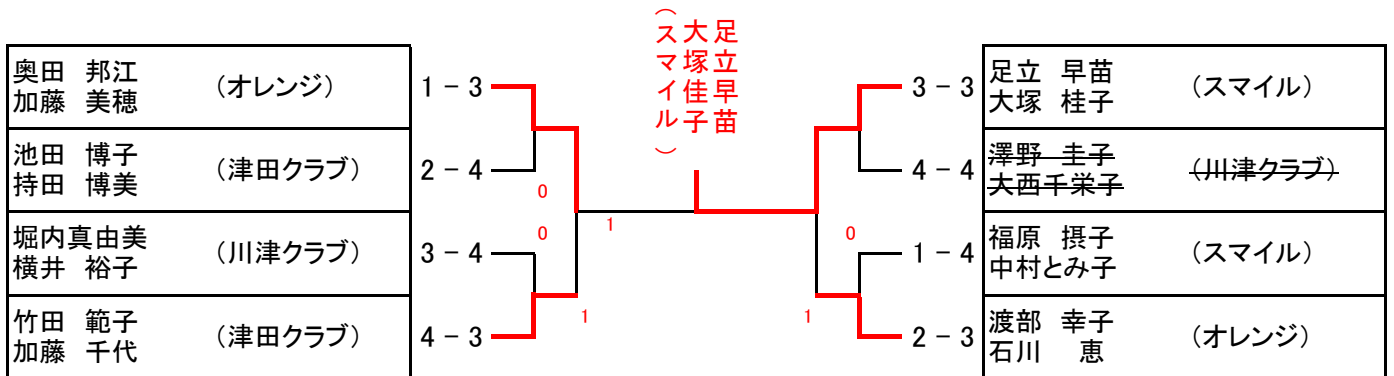 足立早苗
大塚佳子
（スマイル）
奥田 邦江
加藤 美穂
（オレンジ）
1 － 3
池田 博子
持田 博美
（津田クラブ）
2 － 4
堀内真由美
横井 裕子
（川津クラブ）
3 － 4
竹田 範子
加藤 千代
（津田クラブ）
4 － 3
0
0
1
1
0
1
3 － 3
足立 早苗
大塚 桂子
（スマイル）
4 － 4
澤野 圭子
大西千栄子
（川津クラブ）
1 － 4
福原 摂子
中村とみ子
（スマイル）
2 － 3
渡部 幸子
石川 恵
（オレンジ）